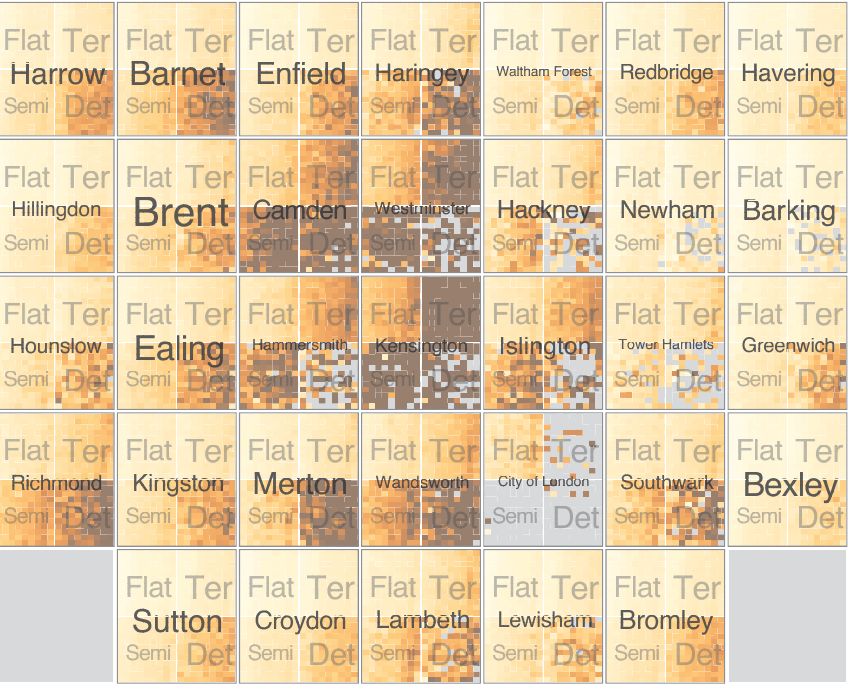 Flat Ter Flat Ter Flat Ter Flat Ter Flat Ter Flat Ter Flat Ter
Harrow Barnet Enfield Haringey Waltham Forest Redbridge Havering
Semi Det Semi Det Semi Det Semi Det Semi Det Semi Det Semi Det
Flat Ter Flat Ter Flat Ter Flat Ter Flat Ter Flat Ter Flat Ter
Hillingdon Brent Camden Westminster Hackney Newham Barking
Semi Det Semi Det Semi Det Semi Det Semi Det Semi Det Semi Det
Flat Ter Flat Ter Flat Ter Flat Ter Flat Ter Flat Ter Flat Ter
Hounslow Ealing Hammersmith Kensington Islington Tower Hamlets Greenwich
Semi Det Semi Det Semi Det Semi Det Semi Det Semi Det Semi Det
Flat Ter Flat Ter Flat Ter Flat Ter Flat Ter Flat Ter Flat Ter
Richmond Kingston Merton Wandsworth City of London Southwark Bexley
Semi Det Semi Det Semi Det Semi Det Semi Det Semi Det Semi Det
Flat Ter Flat Ter Flat Ter Flat Ter Flat Ter
Sutton Croydon Lambeth Lewisham Bromley
Semi Det Semi Det Semi Det Semi Det Semi Det